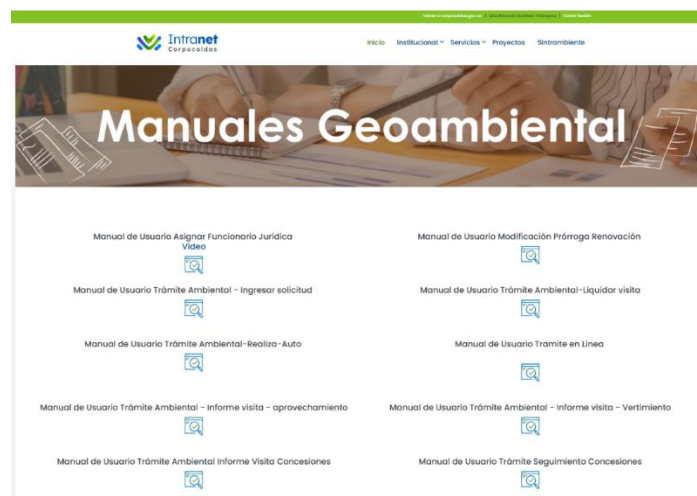 Intranet
Corpocaldas
Inicio Institucional Servicios Proyectos Sintrambiente
Manuales Geoambiental
Manual de Usuario Asignar Funcionario Jurídica
Video
Manual de Usuario Modificación Prórroga Renovación
Manual de Usuario Trámite Ambiental - Ingresar solicitud
Manual de Usuario Trámite Ambiental-Liquidar visita
Manual de Usuario Trámite Ambiental-Realiza-Auto
Manual de Usuario Tramite en Linea
Manual de Usuario Trámite Ambiental - Informe visita - aprovechamiento
Manual de Usuario Trámite Ambiental - Informe visita - Vertimiento
Manual de Usuario Trámite Ambiental Informe Visita Concesiones
Manual de Usuario Trámite Seguimiento Concesiones